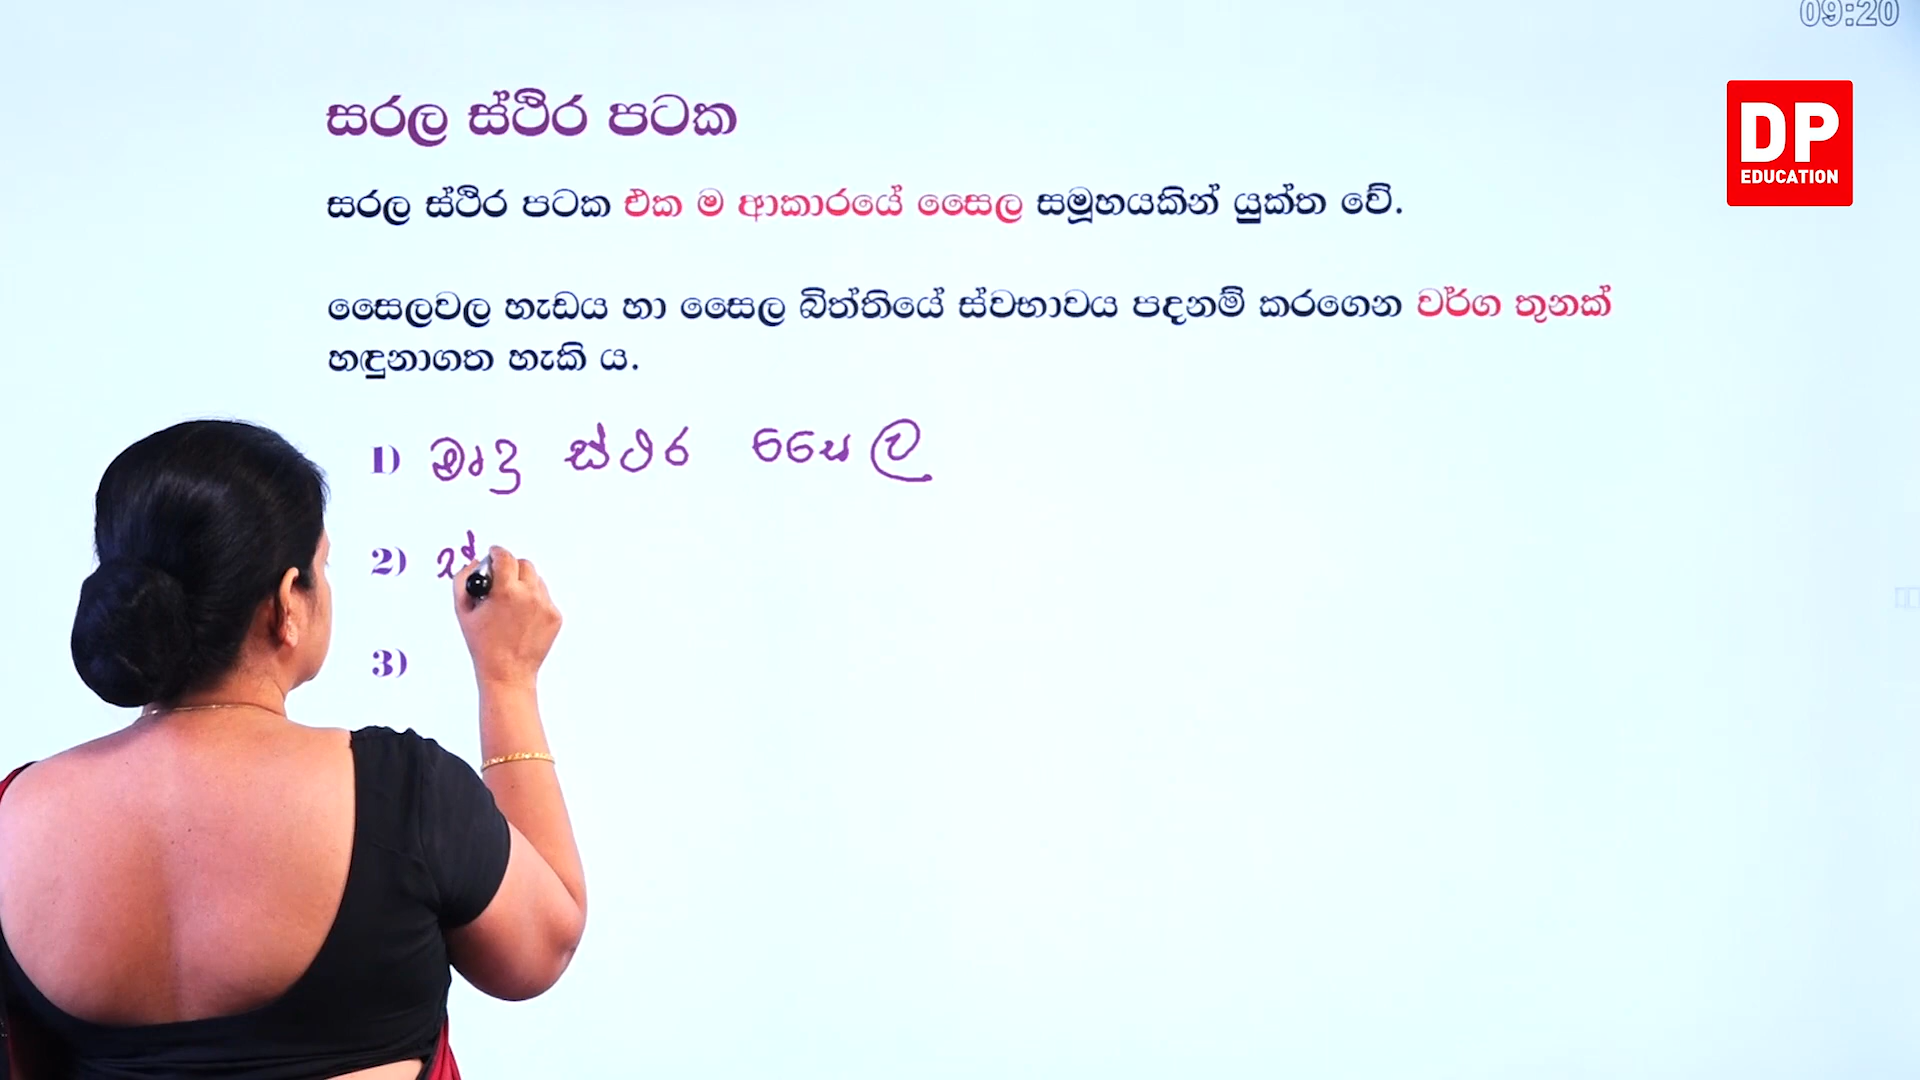 09:20
DP
EDUCATION
සරල ස්ථිර පටක
සරල ස්ථිර පටක එක ම ආකාරයේ සෛල සමූහයකින් යුක්ත වේ.
සෛලවල හැඩය හා සෛල බිත්තියේ ස්වභාවය පදනම් කරගෙන වර්ග තුනක්
හඳුනාගත හැකි ය.
1) මෘදු ස්ථර සෛල
2) ස්
3)